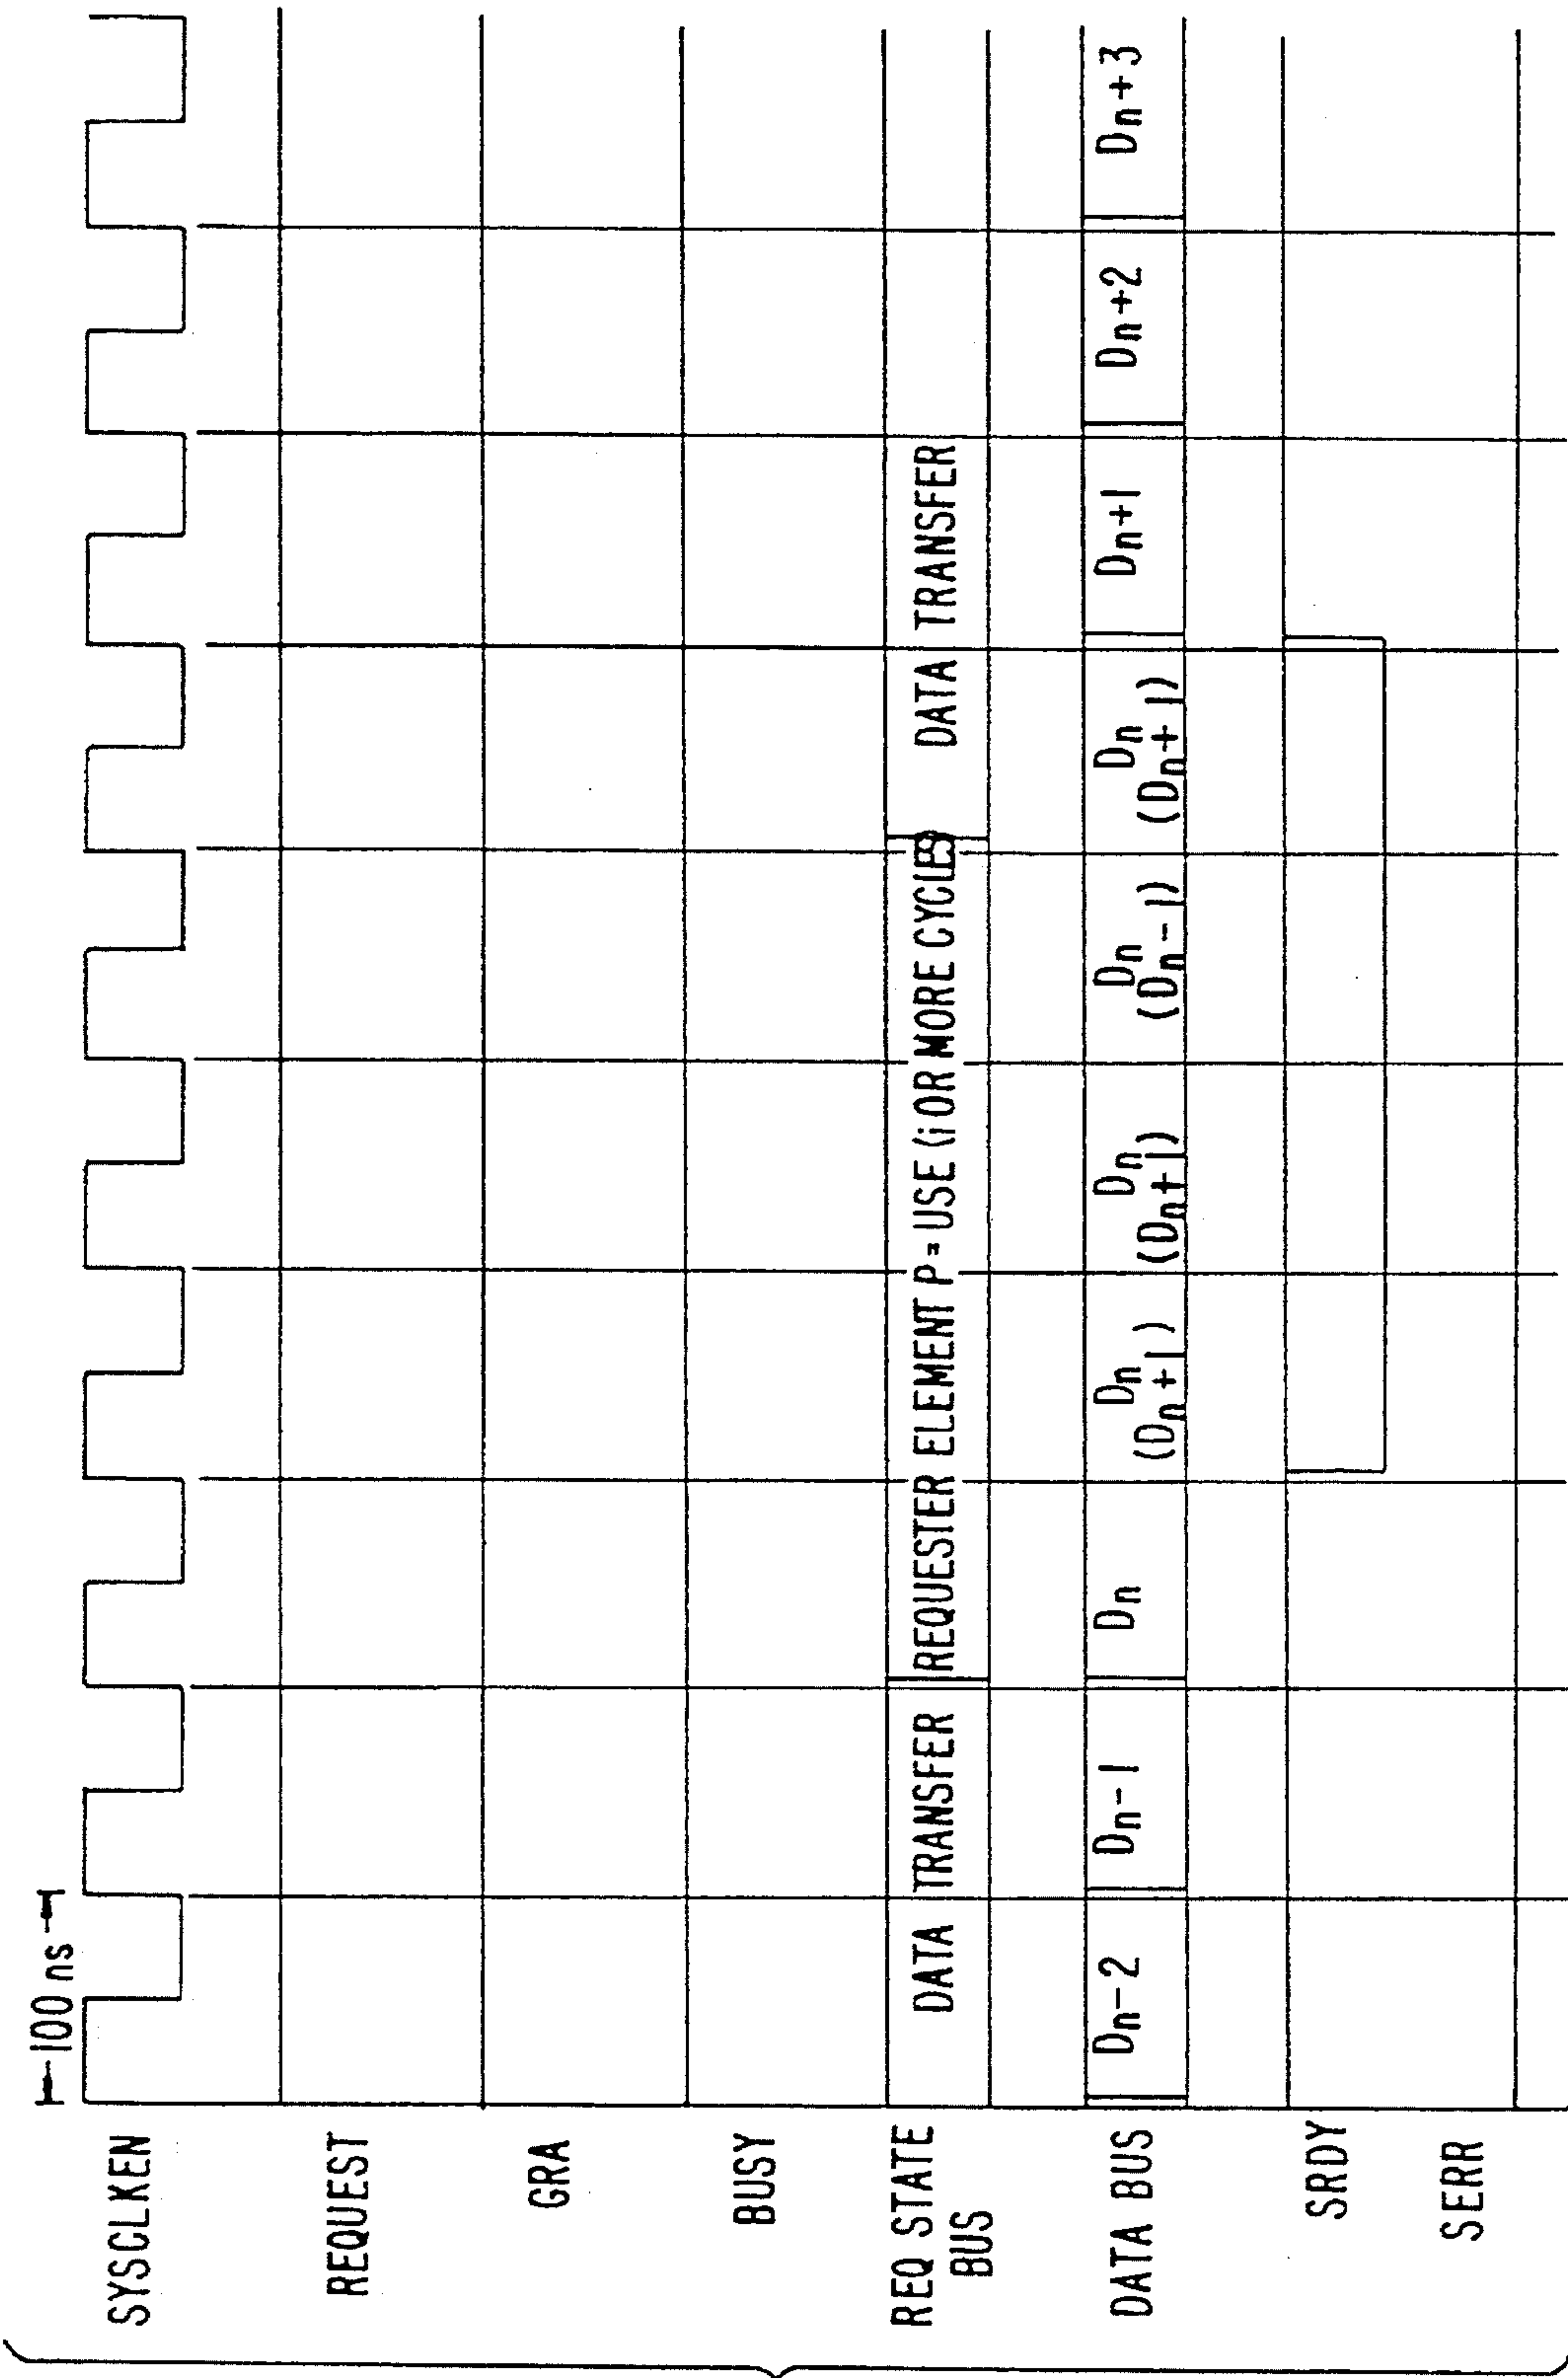 100 ns
SYSCLKEN
REQUEST
GRA
BUSY
REQ STATE
BUS
DATA TRANSFER
REQUESTER ELEMENT P = USE (i OR MORE CYCLES)
DATA TRANSFER
DATA BUS
Dn-2
Dn-1
Dn
Dn
(Dn+1)
Dn
(Dn+1)
Dn
(Dn-1)
Dn
(Dn+1)
Dn+1
Dn+2
Dn+3
SRDY
SERR